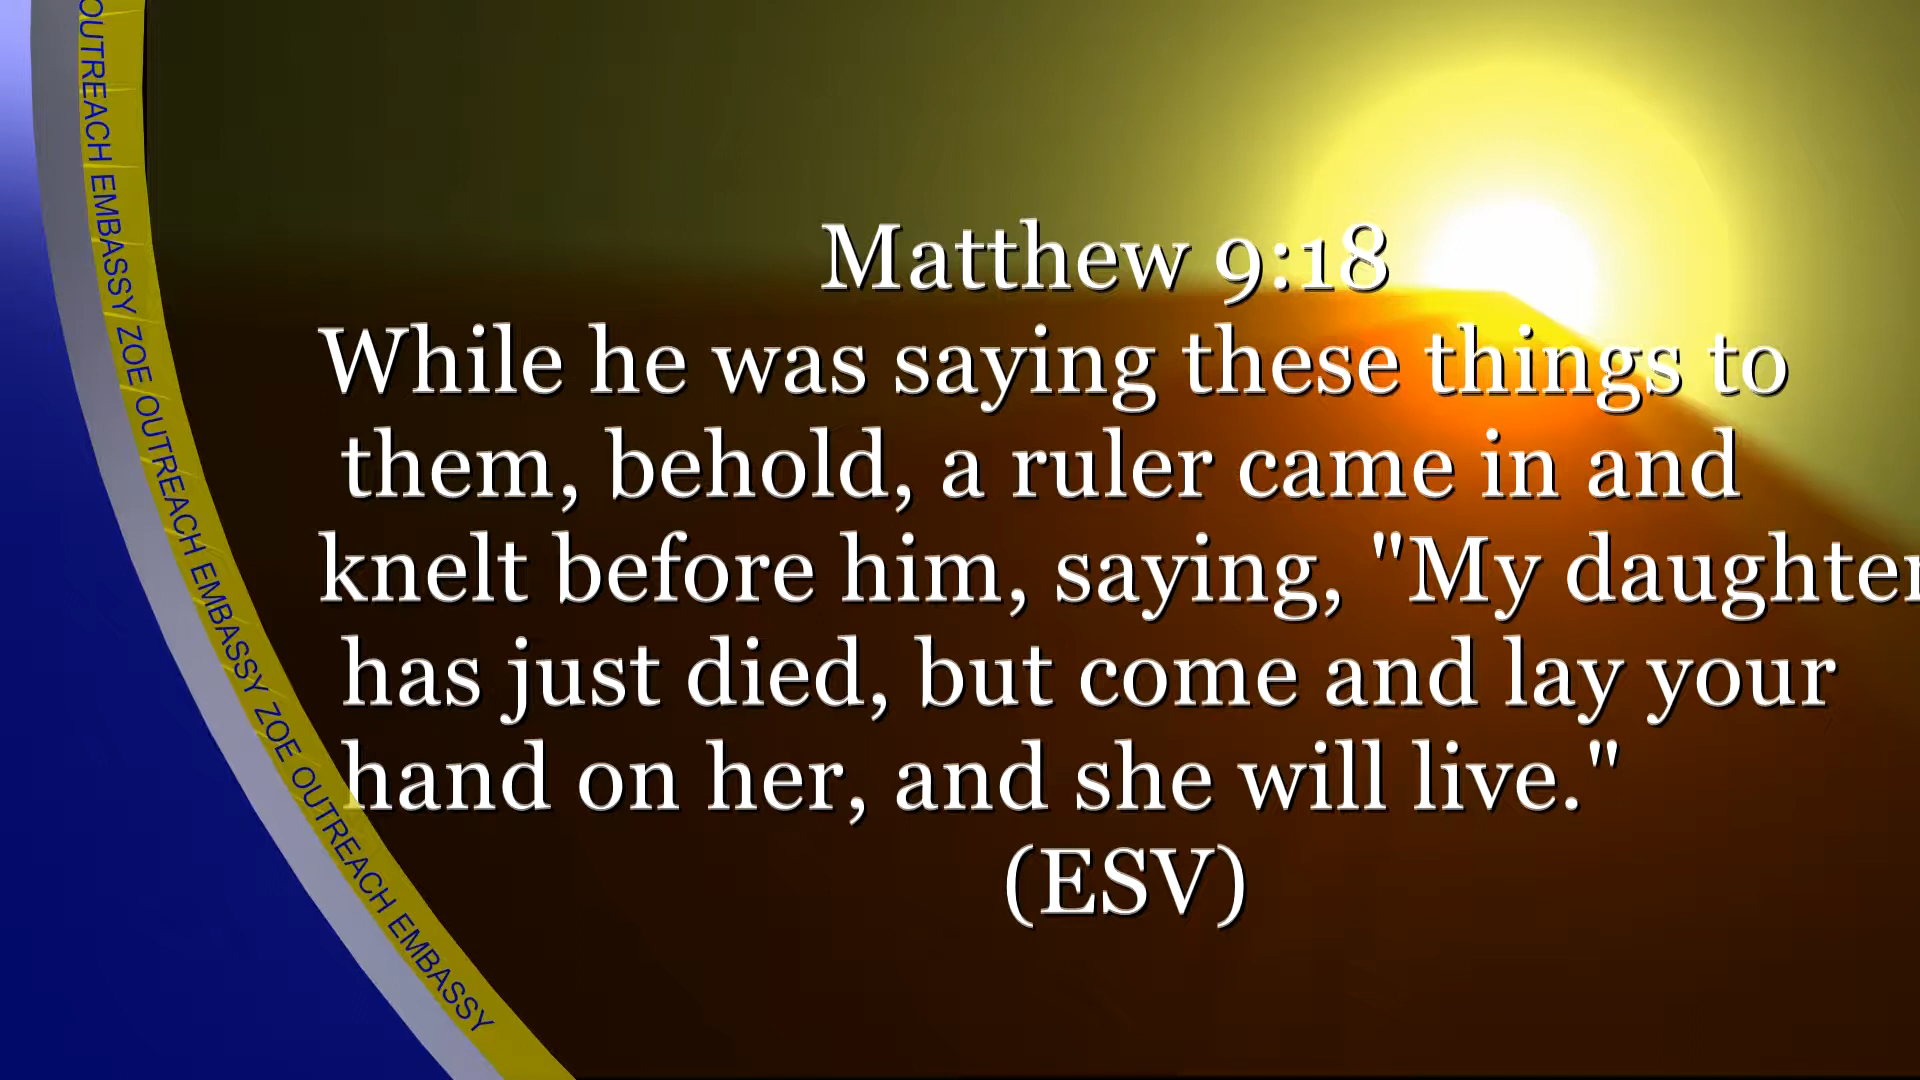 OUTREACH EMBASSY ZOE OUTREACH EMBASSY ZOE OUTREACH EMBASSY
Matthew 9:18
While he was saying these things to
them, behold, a ruler came in and
knelt before him, saying, "My daughter
has just died, but come and lay your
hand on her, and she will live."
(ESV)